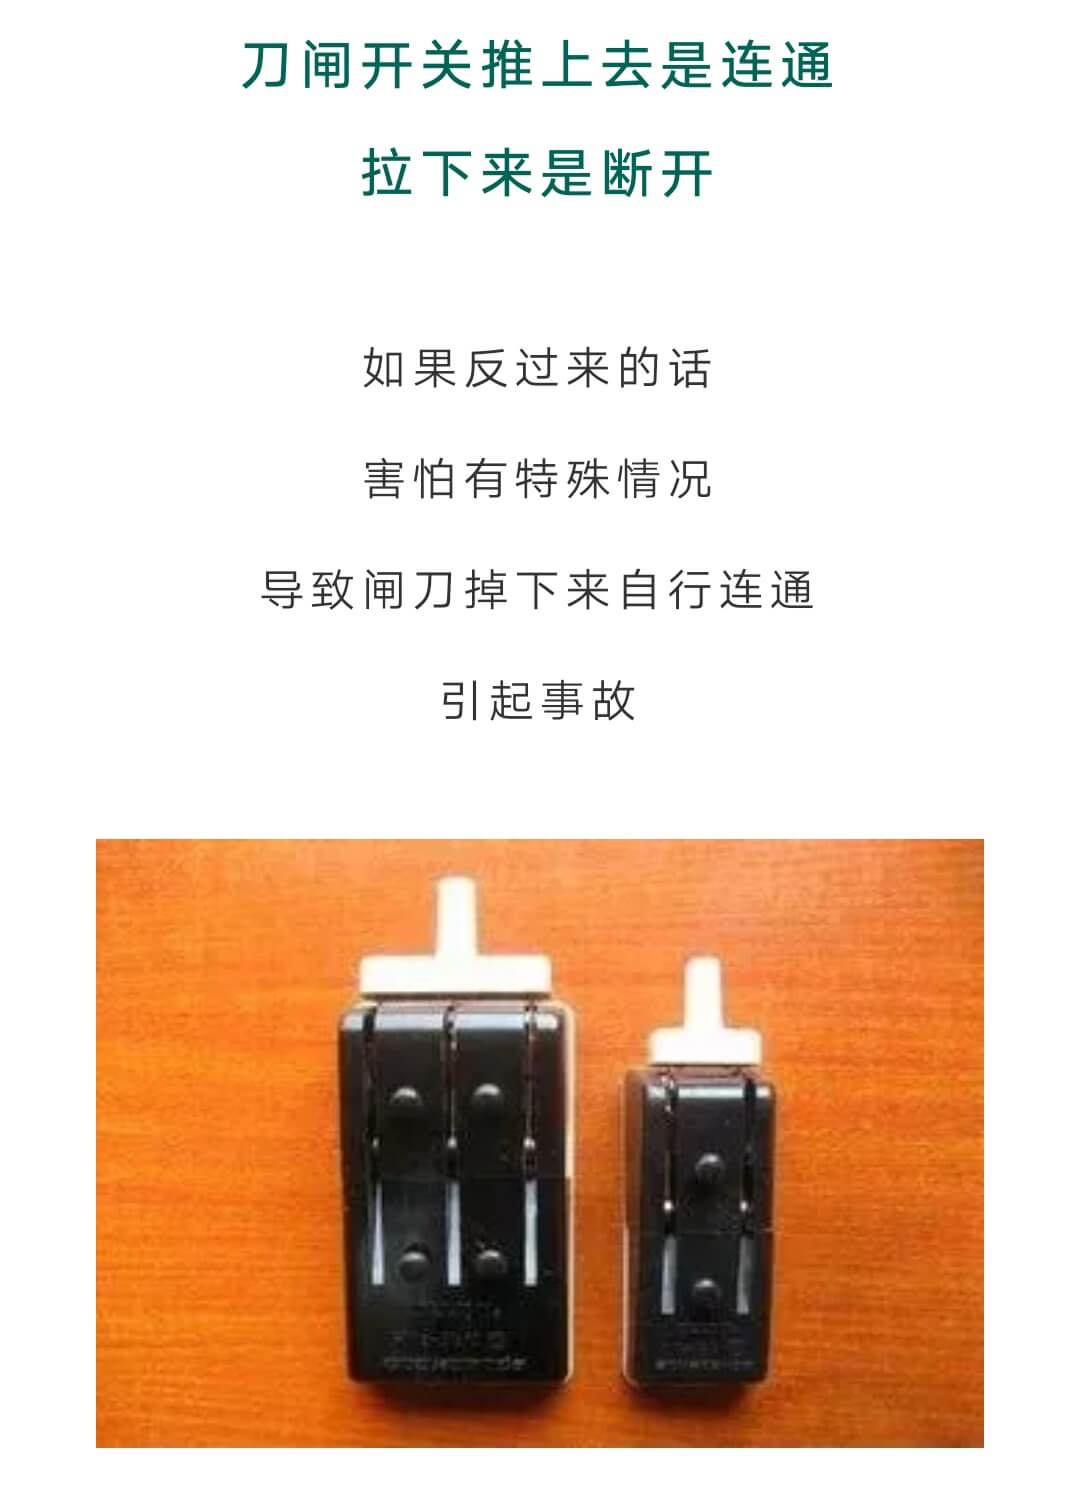 刀闸开关推上去是连通
拉下来是断开
如果反过来的话
害怕有特殊情况
导致闸刀掉下来自行连通
引起事故